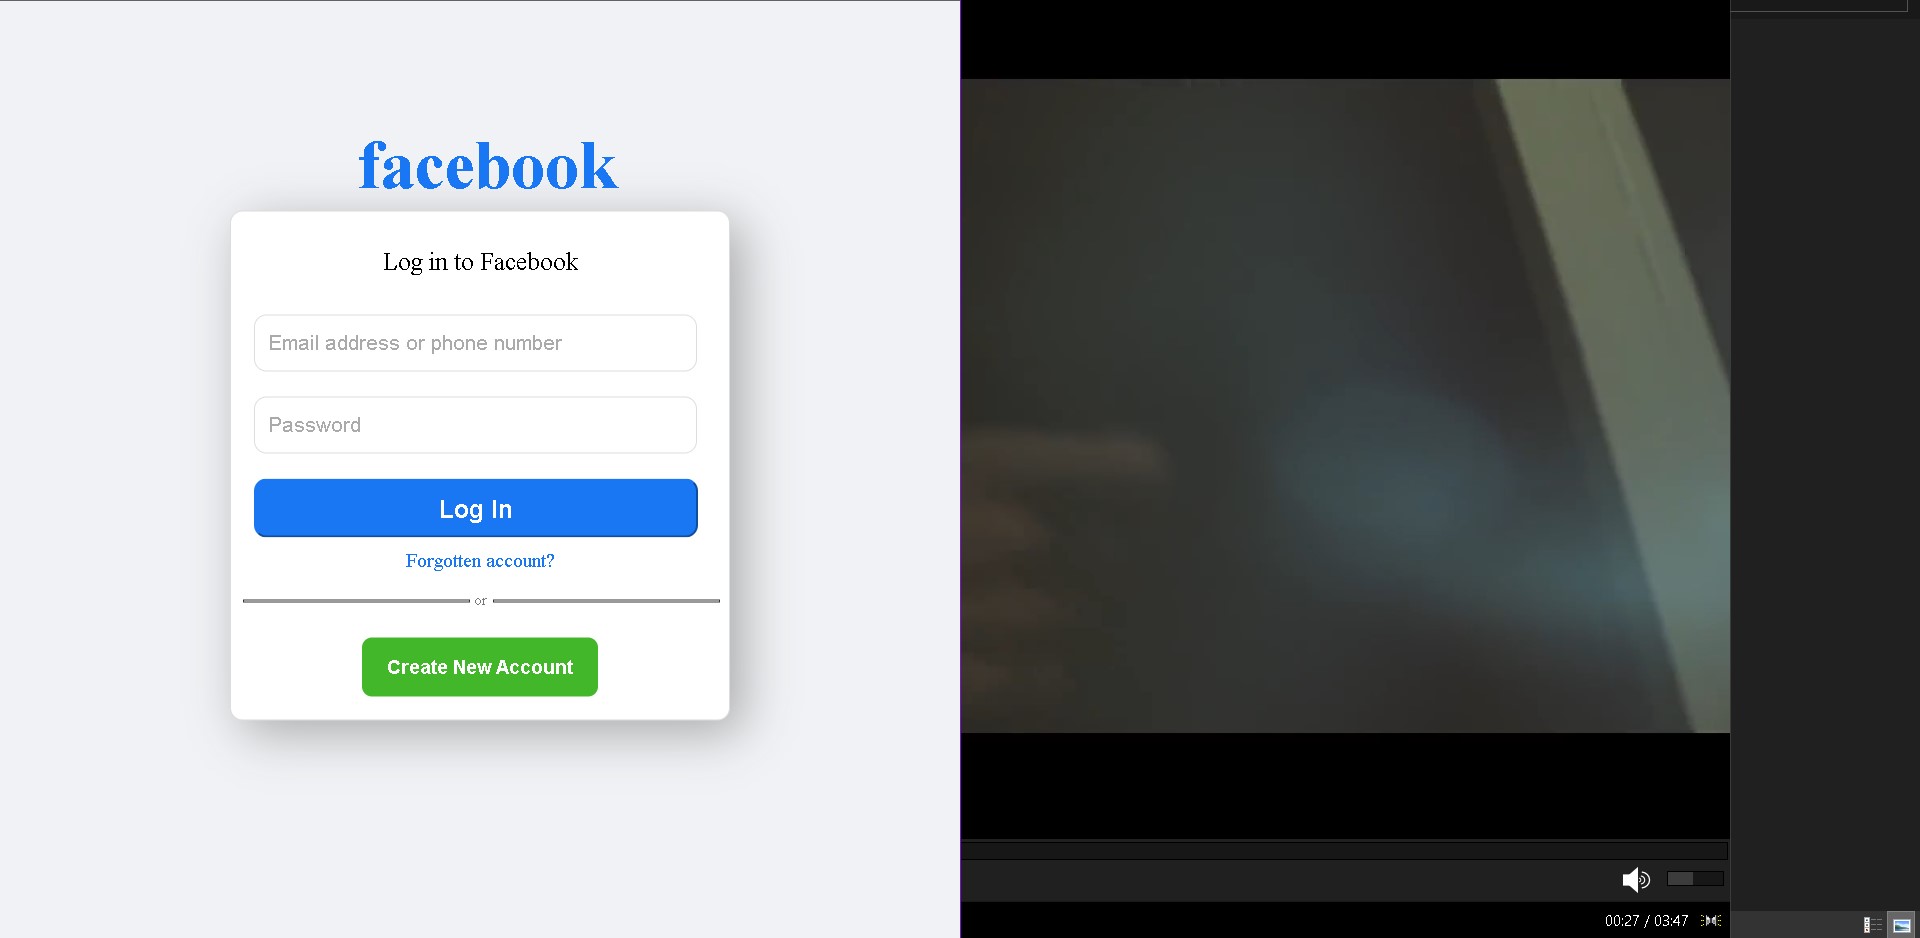 facebook
Log in to Facebook
Email address or phone number
Password
Log In
Forgotten account?
or
Create New Account
00:27 / 03:47